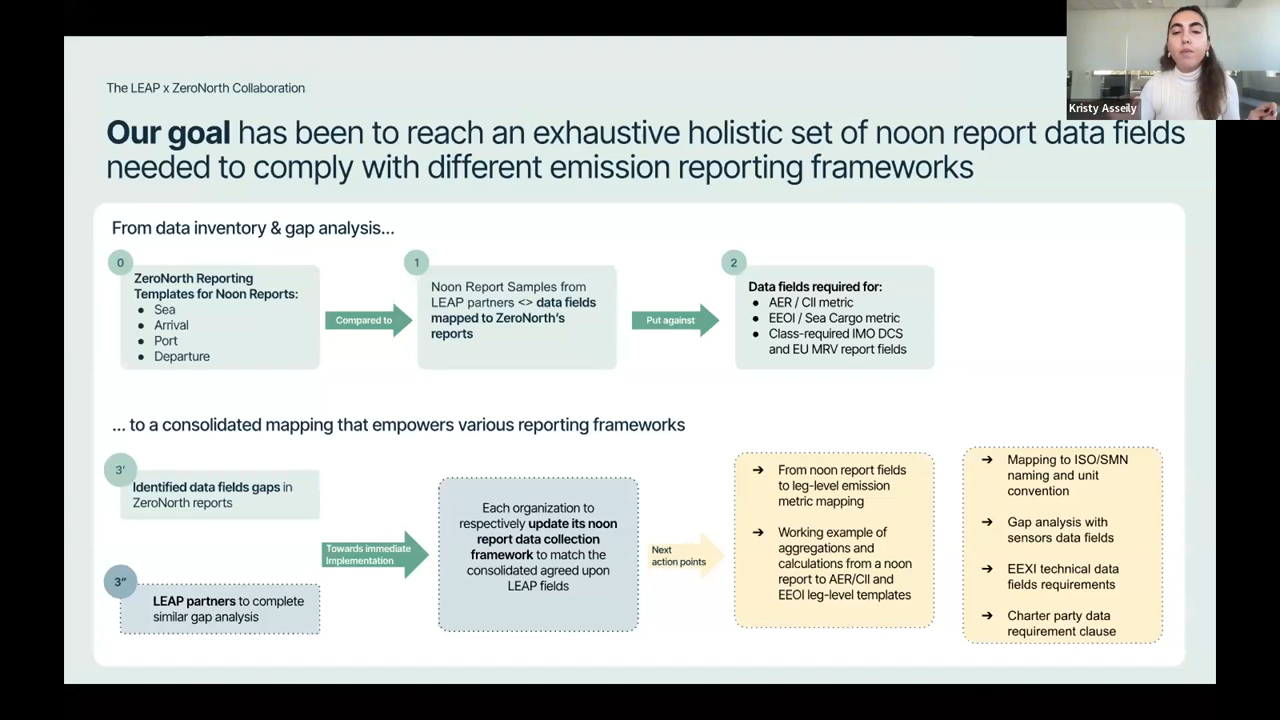 Kristy Asseily
The LEAP x ZeroNorth Collaboration
Our goal has been to reach an exhaustive holistic set of noon report data fields
needed to comply with different emission reporting frameworks
From data inventory & gap analysis...
0
ZeroNorth Reporting
Templates for Noon Reports:
● Sea
● Arrival
● Port
● Departure
Compared to
1
Noon Report Samples from
LEAP partners <> data fields
mapped to ZeroNorth's
reports
Put against
2
Data fields required for:
● AER / CII metric
● EEOI / Sea Cargo metric
● Class-required IMO DCS
and EU MRV report fields
... to a consolidated mapping that empowers various reporting frameworks
3'
Identified data fields gaps in
ZeroNorth reports
3"
LEAP partners to complete
similar gap analysis
Towards immediate
Implementation
Each organization to
respectively update its noon
report data collection
framework to match the
consolidated agreed upon
LEAP fields
Next
action points
➔ From noon report fields
to leg-level emission
metric mapping
➔ Working example of
aggregations and
calculations from a noon
report to AER/CII and
EEOI leg-level templates
➔ Mapping to ISO/SMN
naming and unit
convention
➔ Gap analysis with
sensors data fields
➔ EEXI technical data
fields requirements
➔ Charter party data
requirement clause